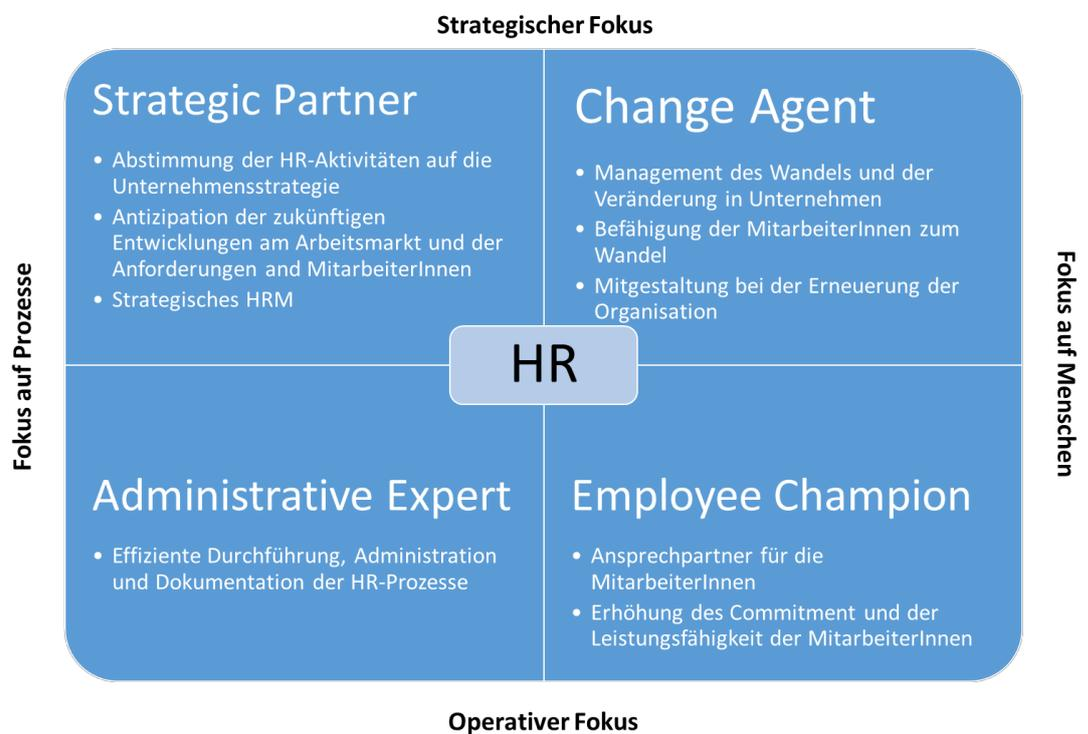 Strategischer Fokus
Strategic Partner
• Abstimmung der HR-Aktivitäten auf die
Unternehmensstrategie
• Antizipation der zukünftigen
Entwicklungen am Arbeitsmarkt und der
Anforderungen and MitarbeiterInnen
• Strategisches HRM
Change Agent
• Management des Wandels und der
Veränderung in Unternehmen
• Befähigung der MitarbeiterInnen zum
Wandel
• Mitgestaltung bei der Erneuerung der
Organisation
Fokus auf Prozesse
HR
Fokus auf Menschen
Administrative Expert
• Effiziente Durchführung, Administration
und Dokumentation der HR-Prozesse
Employee Champion
• Ansprechpartner für die
MitarbeiterInnen
• Erhöhung des Commitment und der
Leistungsfähigkeit der MitarbeiterInnen
Operativer Fokus